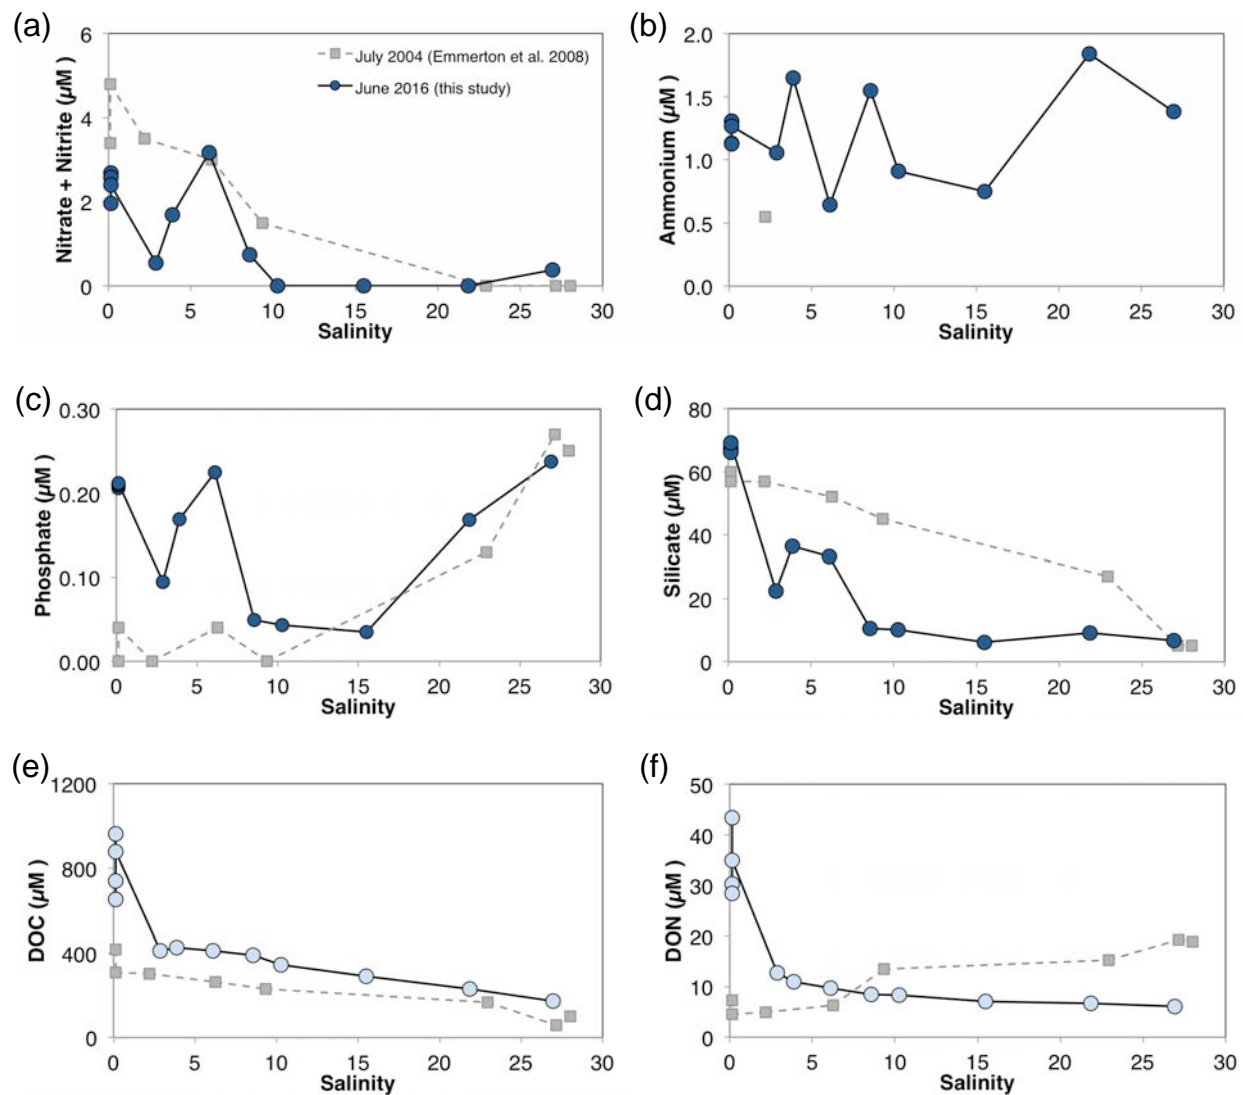 (a)
6
4
2
0
Nitrate + Nitrite (µM )
July 2004 (Emmerton et al. 2008)
June 2016 (this study)
0 5 10 15 20 25 30
Salinity
(b)
2.0
1.5
1.0
0.5
0.0
Ammonium (µM )
0 5 10 15 20 25 30
Salinity
(c)
0.30
0.20
0.10
0.00
Phosphate (µM )
0 5 10 15 20 25 30
Salinity
(d)
80
60
40
20
0
Silicate (µM)
0 5 10 15 20 25 30
Salinity
(e)
1200
800
400
0
DOC (µM )
0 5 10 15 20 25 30
Salinity
(f)
50
40
30
20
10
0
DON (µM )
0 5 10 15 20 25 30
Salinity